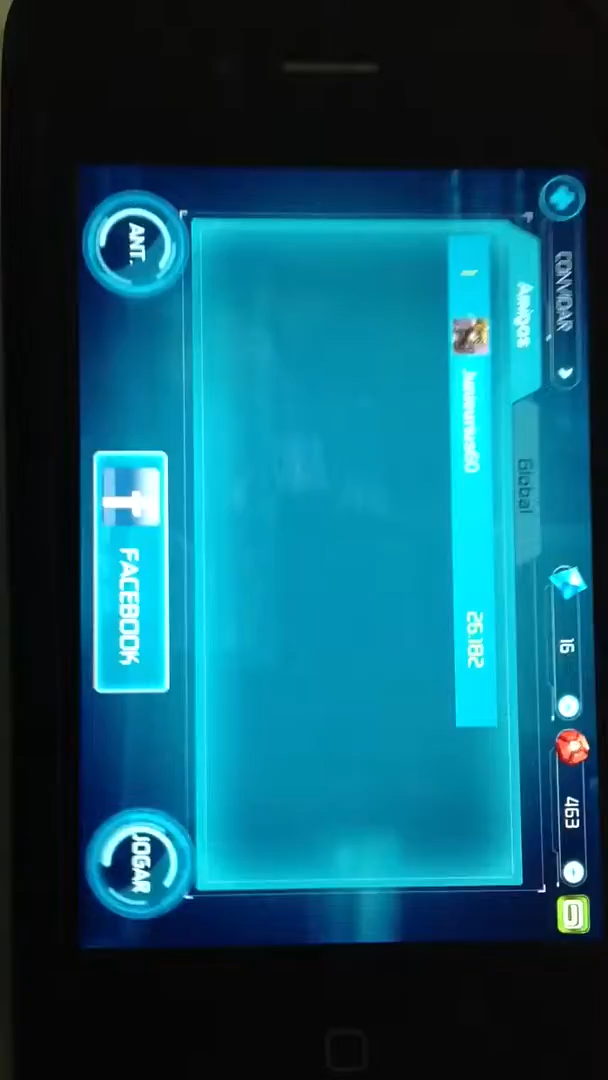 CONVIDAR
16
463
Amigos
Global
26.182
FACEBOOK
ANT.
JOGAR